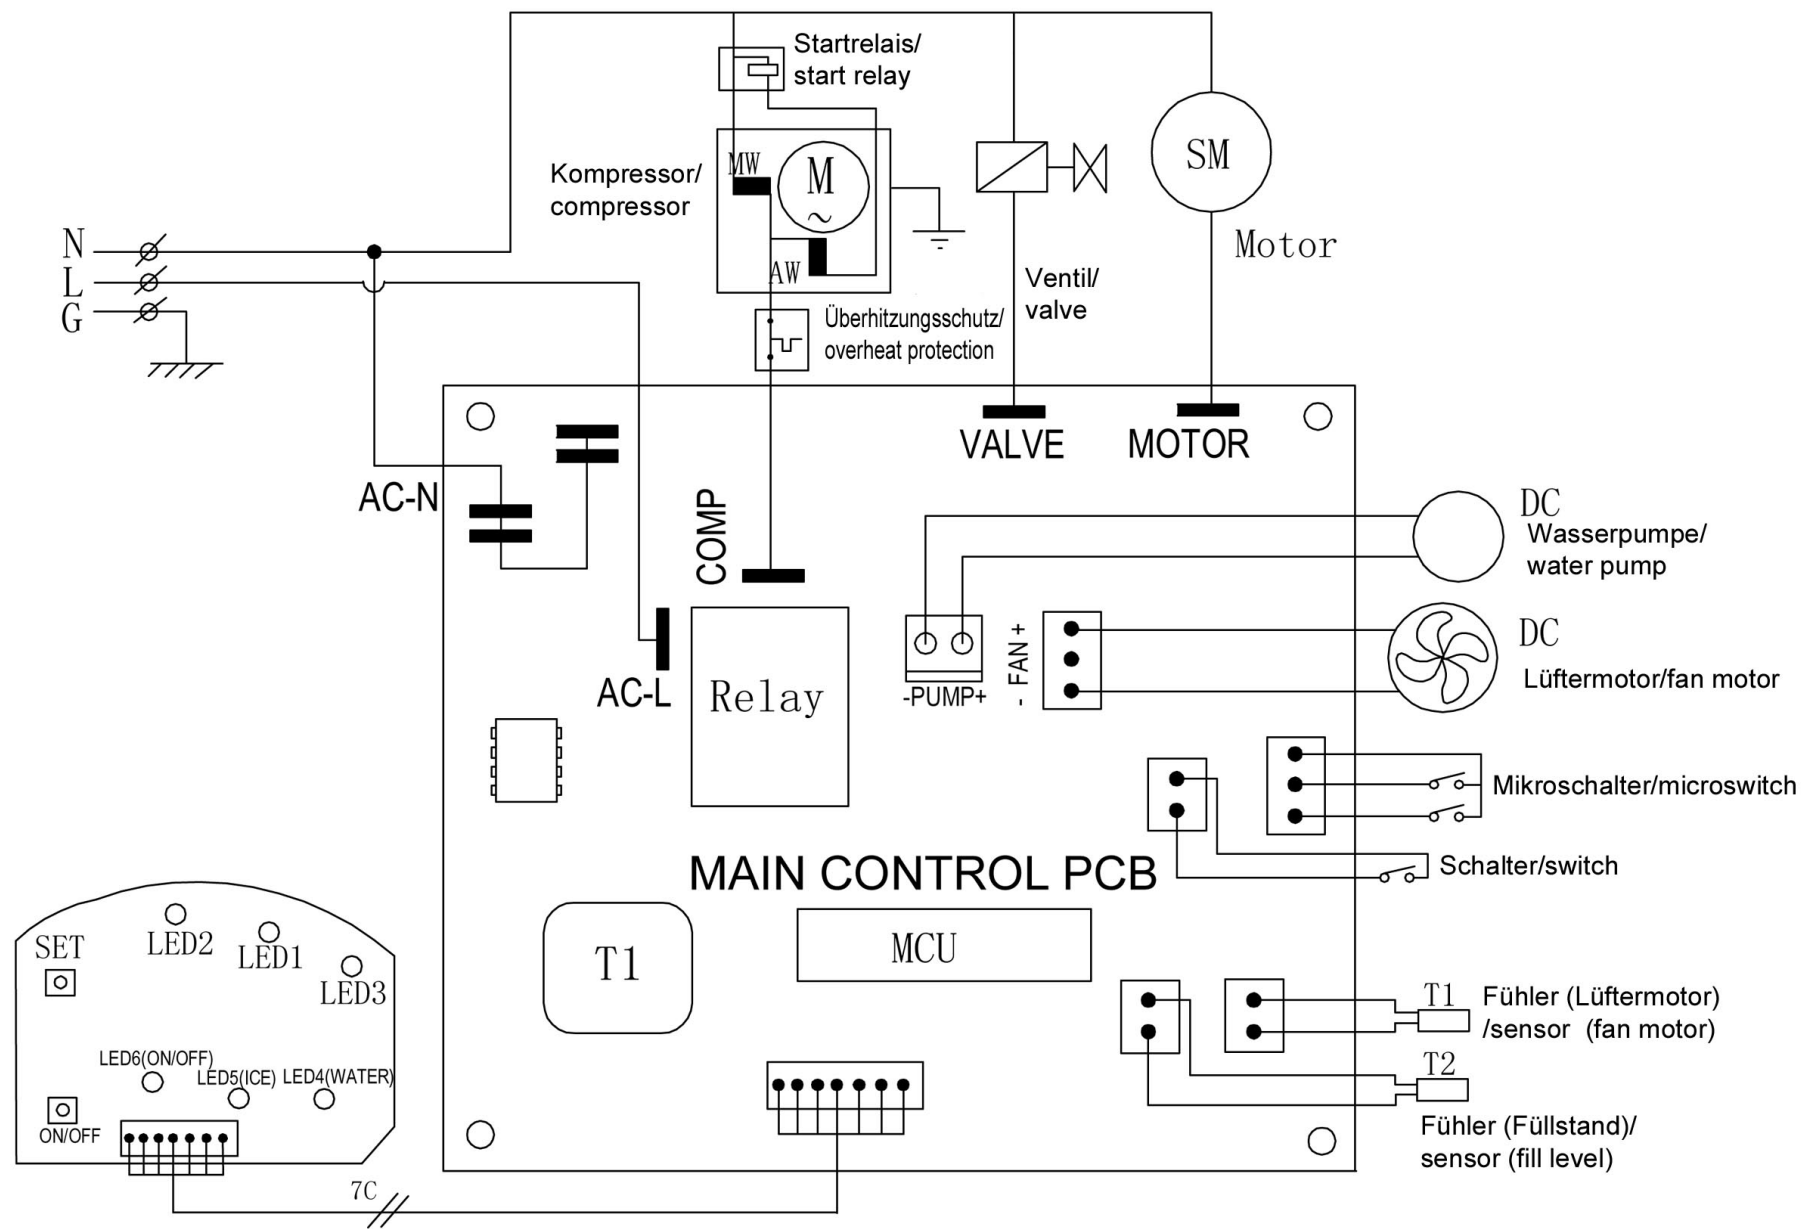 Startrelais/
start relay
MW
M
~
AW
Kompressor/
compressor
SM
Motor
N
L
G
Ventil/
valve
Überhitzungsschutz/
overheat protection
VALVE
MOTOR
AC-N
COMP
DC
Wasserpumpe/
water pump
AC-L
Relay
-PUMP+
- FAN +
DC
Lüftermotor/fan motor
Mikroschalter/microswitch
Schalter/switch
MAIN CONTROL PCB
T1
MCU
T1
Fühler (Lüftermotor)
/sensor (fan motor)
T2
Fühler (Füllstand)/
sensor (fill level)
SET
LED2
LED1
LED3
LED6(ON/OFF)
LED5(ICE)
LED4(WATER)
ON/OFF
7C